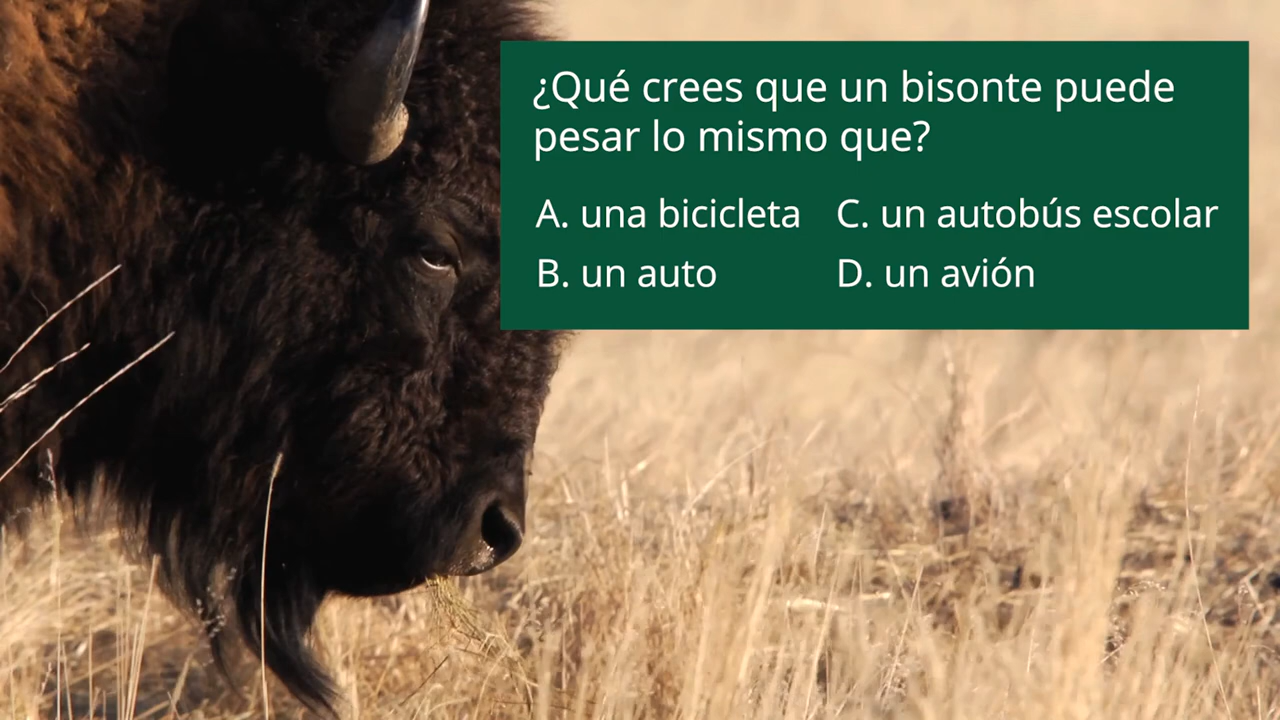 ¿Qué crees que un bisonte puede
pesar lo mismo que?
A. una bicicleta
B. un auto
C. un autobús escolar
D. un avión